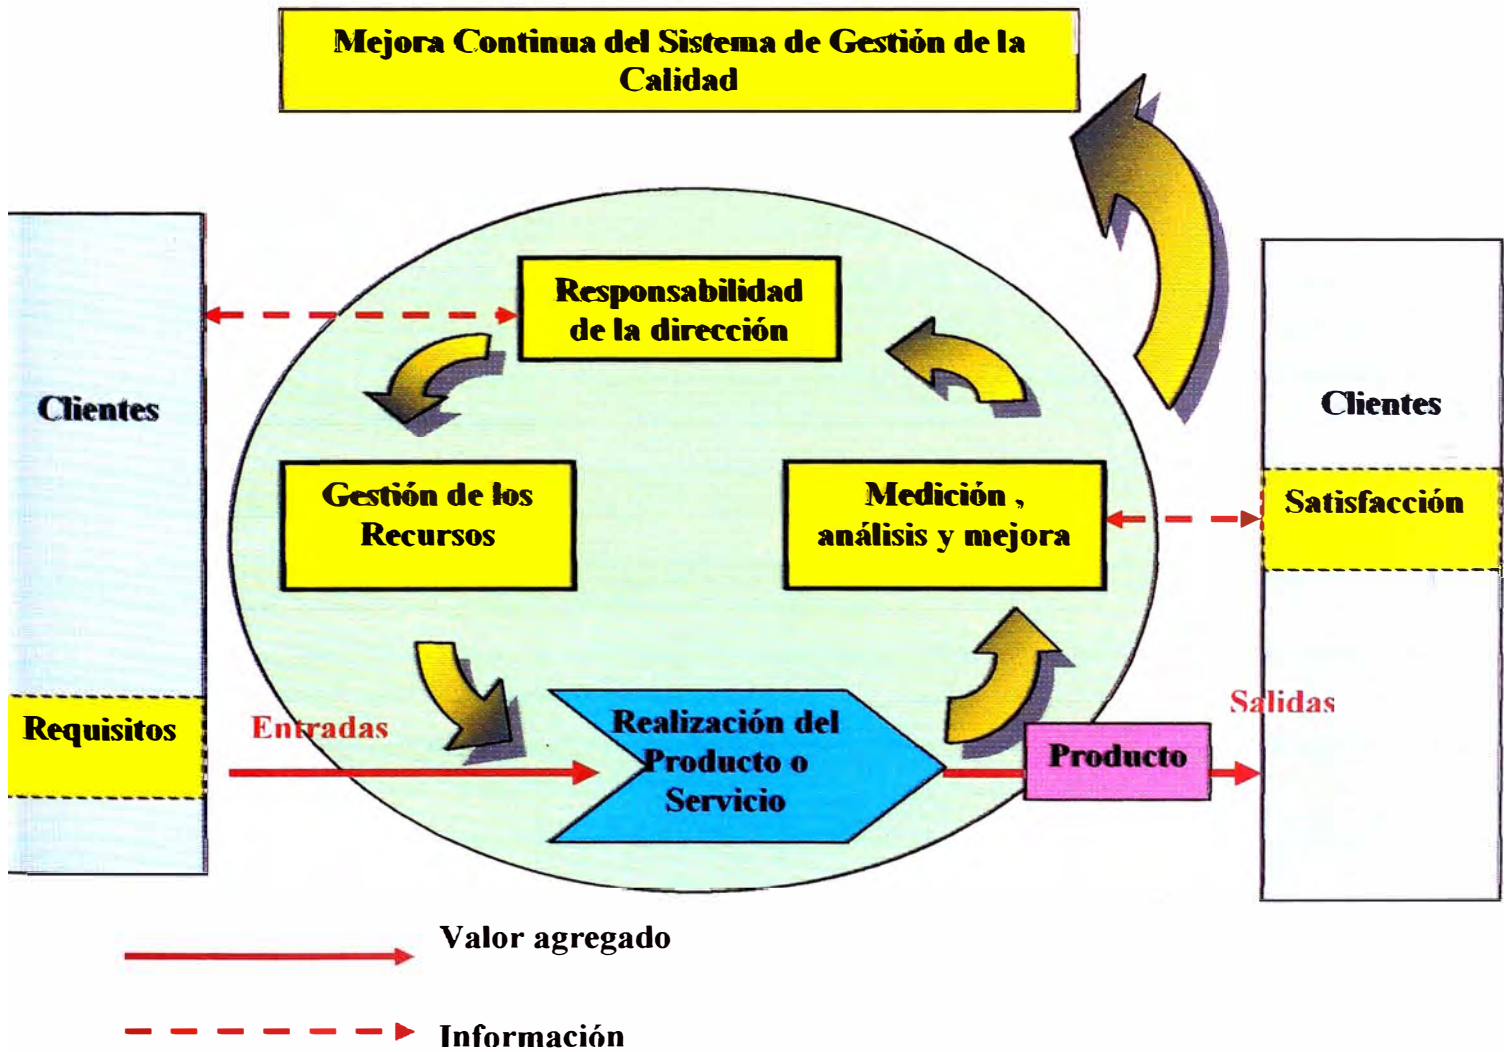 Mejora Continua del Sistema de Gestión de la
Calidad
Responsabilidad
de la dirección
Clientes
Clientes
Gestión de los
Recursos
Medición ,
análisis y mejora
Satisfacción
Requisitos
Entradas
Realización del
Producto o
Servicio
Producto
Salidas
Valor agregado
Información